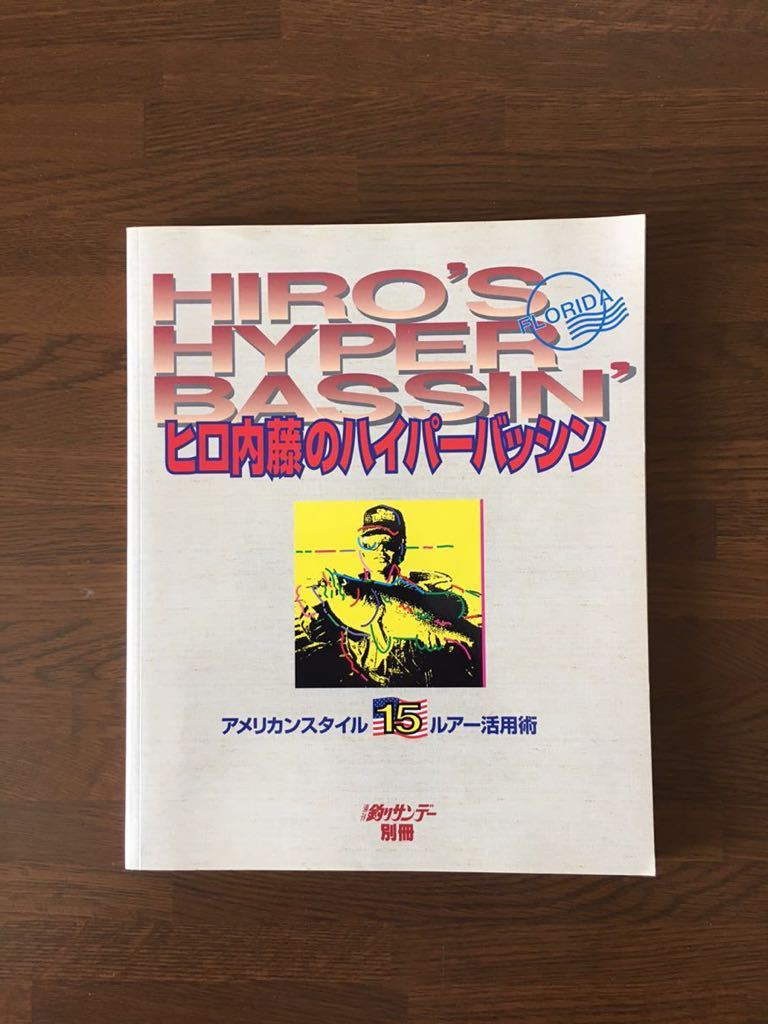 HIRO'S
HYPER
BASSIN'
FLORIDA
ヒロ内藤のハイパーバッシン
アメリカンスタイル15ルアー活用術
週刊釣りサンデー
別冊